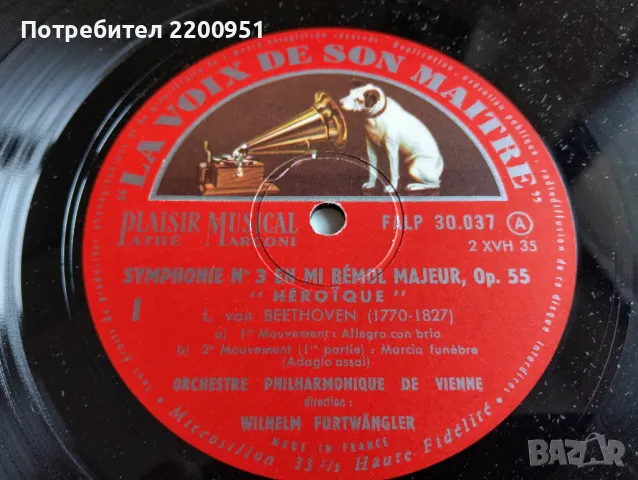 Потребител 2200951
"LA VOIX DE SON MAITRE"
PLAISIR MUSICAL
PATHÉ MARCONI
FALP 30.037 A
2 XVH 35
SYMPHONIE N° 3 EN MI BÉMOL MAJEUR, Op. 55
"HÉROÏQUE"
I
L. von BEETHOVEN (1770-1827)
a) 1er Mouvement : Allegro con brio
b) 2e Mouvement (1re partie) : Marcia funèbre
(Adagio assai)
ORCHESTRE PHILHARMONIQUE DE VIENNE
direction :
WILHELM FURTWÄNGLER
MADE IN FRANCE
Microsillon 33 1/3 Haute Fidélité
BAZAR